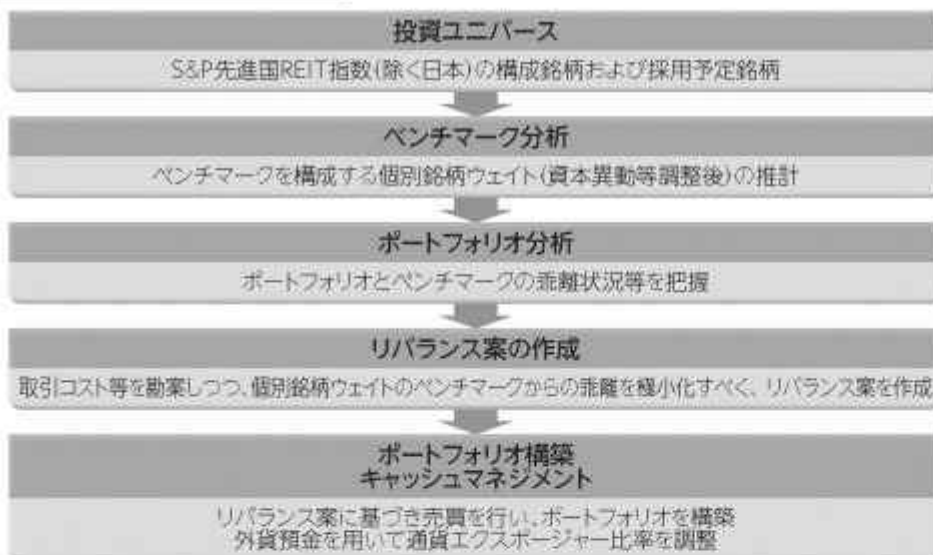 投資ユニバース
S&P先進国REIT指数(除く日本)の構成銘柄および採用予定銘柄
ベンチマーク分析
ベンチマークを構成する個別銘柄ウェイト(資本異動等調整後)の推計
ポートフォリオ分析
ポートフォリオとベンチマークの乖離状況等を把握
リバランス案の作成
取引コスト等を勘案しつつ、個別銘柄ウェイトのベンチマークからの乖離を極小化すべく、リバランス案を作成
ポートフォリオ構築
キャッシュマネジメント
リバランス案に基づき売買を行い、ポートフォリオを構築
外貨預金を用いて通貨エクスポージャー比率を調整